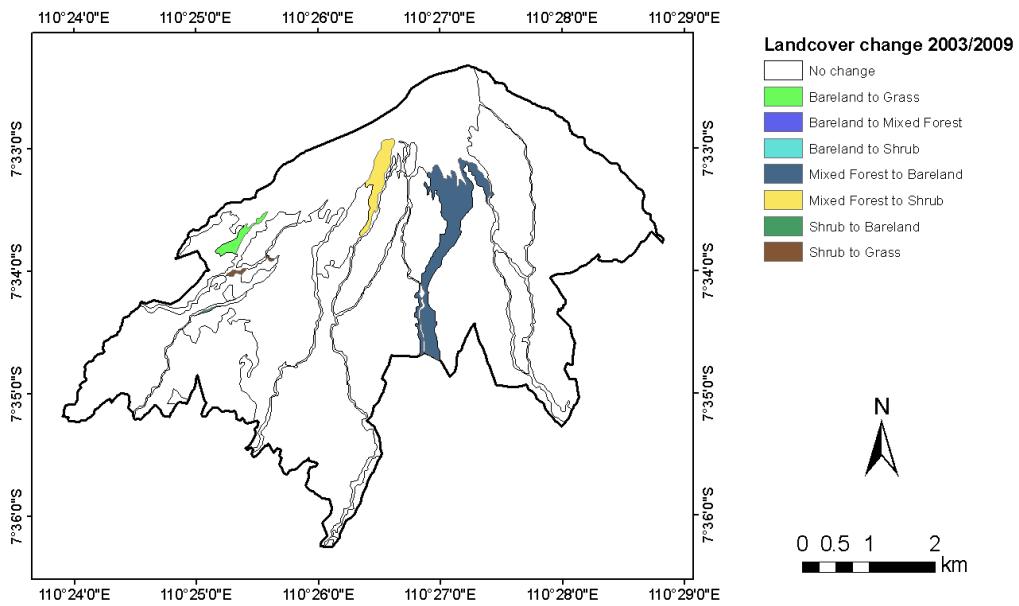 110°24'0"E 110°25'0"E 110°26'0"E 110°27'0"E 110°28'0"E 110°29'0"E
Landcover change 2003/2009
No change
Bareland to Grass
Bareland to Mixed Forest
Bareland to Shrub
Mixed Forest to Bareland
Mixed Forest to Shrub
Shrub to Bareland
Shrub to Grass
7°33'0"S 7°33'0"S
7°34'0"S 7°34'0"S
7°35'0"S 7°35'0"S
7°36'0"S 7°36'0"S
N
0 0.5 1 2
km
110°24'0"E 110°25'0"E 110°26'0"E 110°27'0"E 110°28'0"E 110°29'0"E